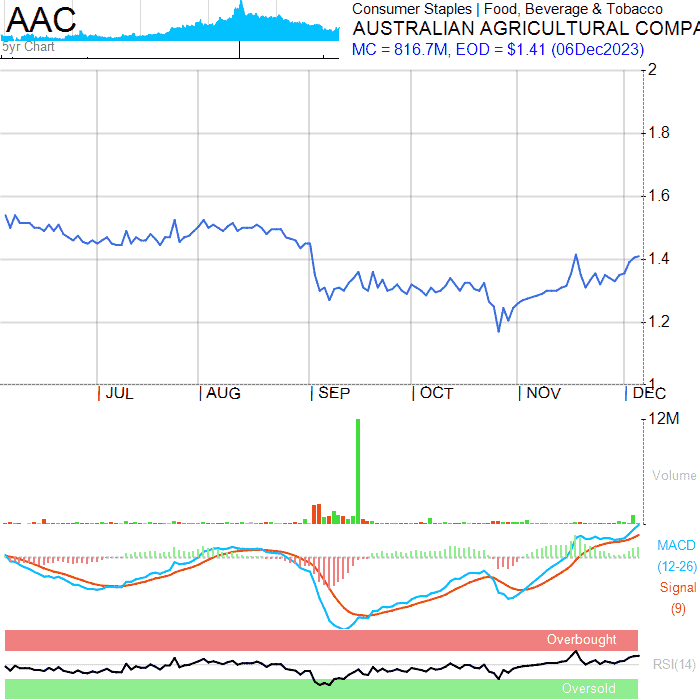 AAC
5yr Chart
Consumer Staples | Food, Beverage & Tobacco
AUSTRALIAN AGRICULTURAL COMPA
MC = 816.7M, EOD = $1.41 (06Dec2023)
2
1.8
1.6
1.4
1.2
1
JUL AUG SEP OCT NOV DEC
12M
Volume
MACD
(12-26)
Signal
(9)
Overbought
RSI(14)
Oversold